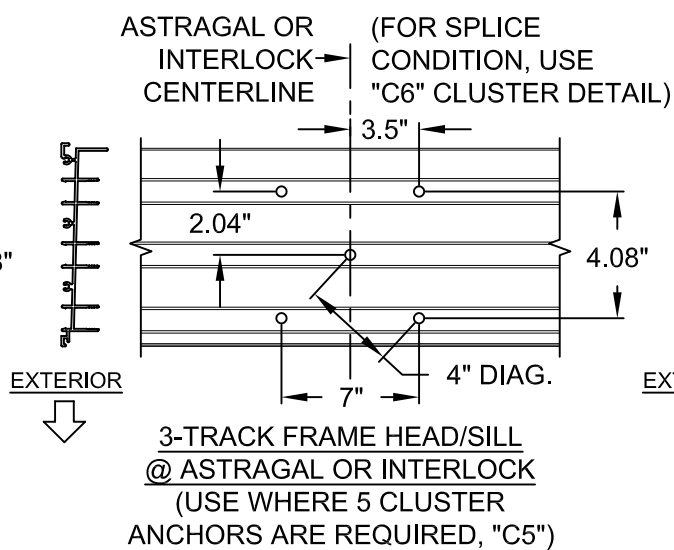 ASTRAGAL OR
INTERLOCK
CENTERLINE
(FOR SPLICE
CONDITION, USE
"C6" CLUSTER DETAIL)
3.5"
2.04"
4.08"
4" DIAG.
7"
EXTERIOR
3-TRACK FRAME HEAD/SILL
@ ASTRAGAL OR INTERLOCK
(USE WHERE 5 CLUSTER
ANCHORS ARE REQUIRED, "C5")